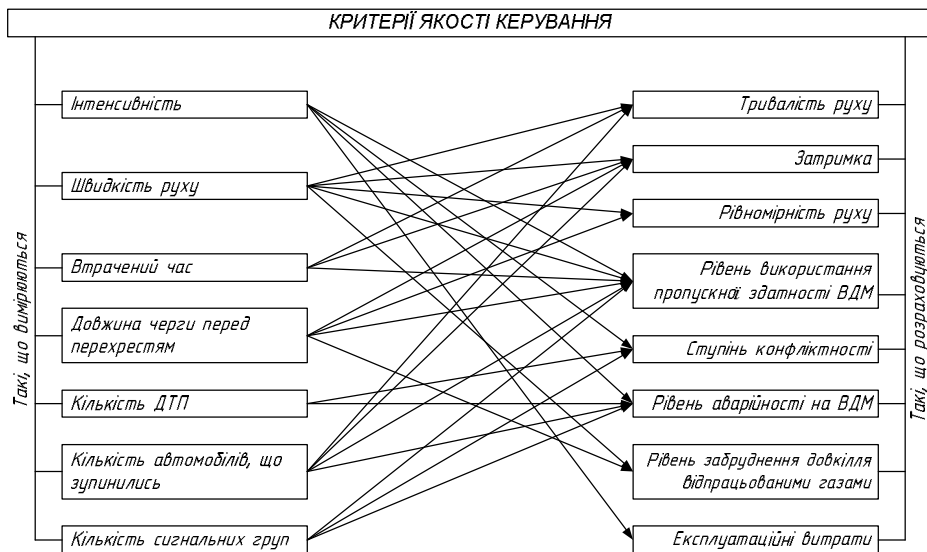 КРИТЕРІЇ ЯКОСТІ КЕРУВАННЯ
Такі, що вимірюються
Інтенсивність
Швидкість руху
Втрачений час
Довжина черги перед
перехрестям
Кількість ДТП
Кількість автомобілів, що
зупинились
Кількість сигнальних груп
Тривалість руху
Затримка
Рівномірність руху
Рівень використання
пропускної здатності ВДМ
Ступінь конфліктності
Рівень аварійності на ВДМ
Рівень забруднення довкілля
відпрацьованими газами
Експлуатаційні витрати
Такі, що розраховуються